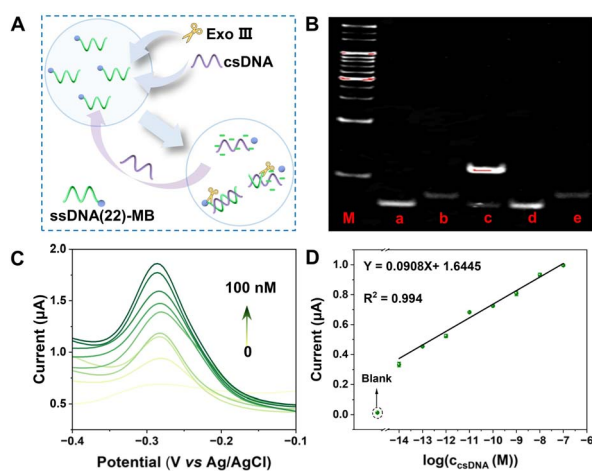 A
Exo III
csDNA
ssDNA(22)-MB
B
M
a
b
c
d
e
C
Current (μA)
2.0
1.5
1.0
0.5
0.0
100 nM
0
−0.4
−0.3
−0.2
−0.1
Potential (V vs Ag/AgCl)
D
Current (μA)
1.0
0.8
0.6
0.4
0.2
0.0
Y = 0.0908X+ 1.6445
R² = 0.994
Blank
-14 -13 -12 -11 -10 -9 -8 -7 -6
log(c csDNA (M))